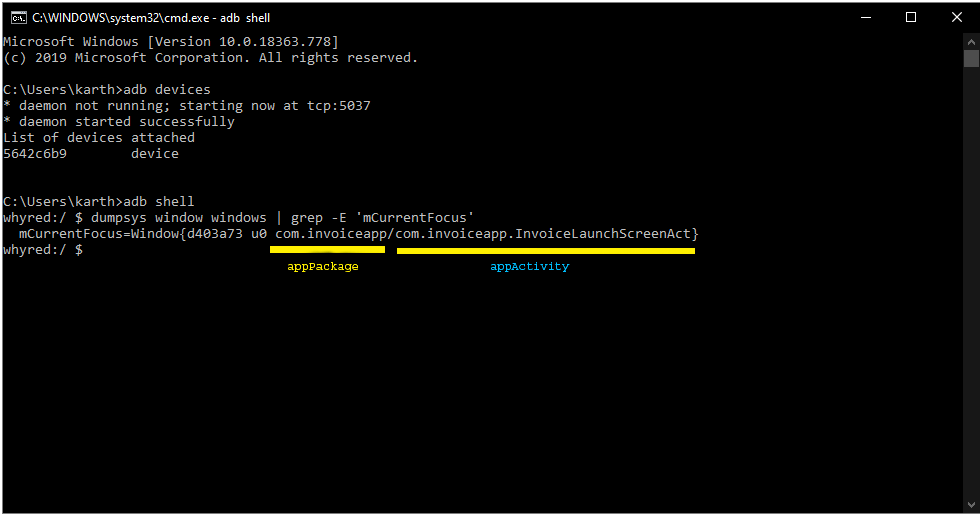 C:\WINDOWS\system32\cmd.exe - adb shell
Microsoft Windows [Version 10.0.18363.778]
(c) 2019 Microsoft Corporation. All rights reserved.
C:\Users\karth>adb devices
* daemon not running; starting now at tcp:5037
* daemon started successfully
List of devices attached
5642c6b9        device
C:\Users\karth>adb shell
whyred:/ $ dumpsys window windows | grep -E 'mCurrentFocus'
  mCurrentFocus=Window{d403a73 u0 com.invoiceapp/com.invoiceapp.InvoiceLaunchScreenAct}
whyred:/ $
appPackage appActivity